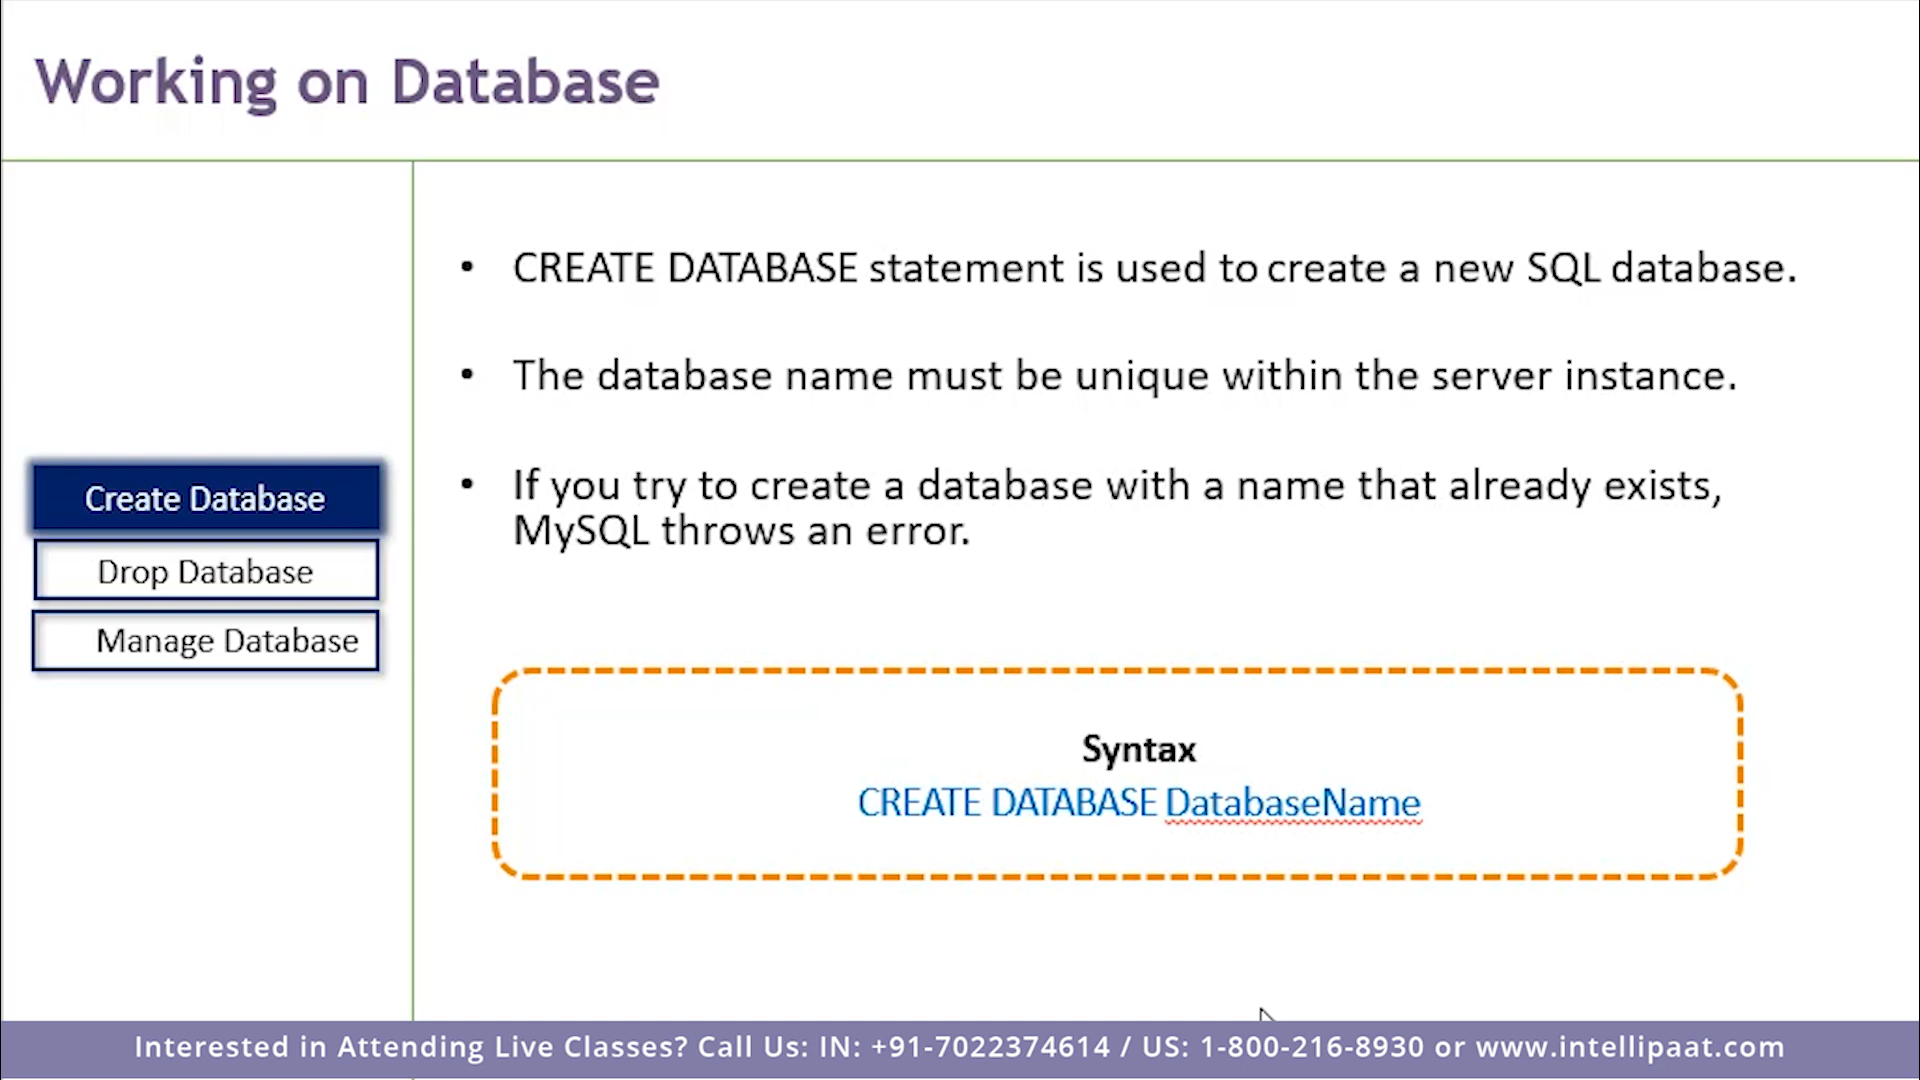 Working on Database
Create Database
Drop Database
Manage Database
• CREATE DATABASE statement is used to create a new SQL database.
• The database name must be unique within the server instance.
• If you try to create a database with a name that already exists,
MySQL throws an error.
Syntax
CREATE DATABASE DatabaseName
Interested in Attending Live Classes? Call Us: IN: +91-7022374614 / US: 1-800-216-8930 or www.intellipaat.com